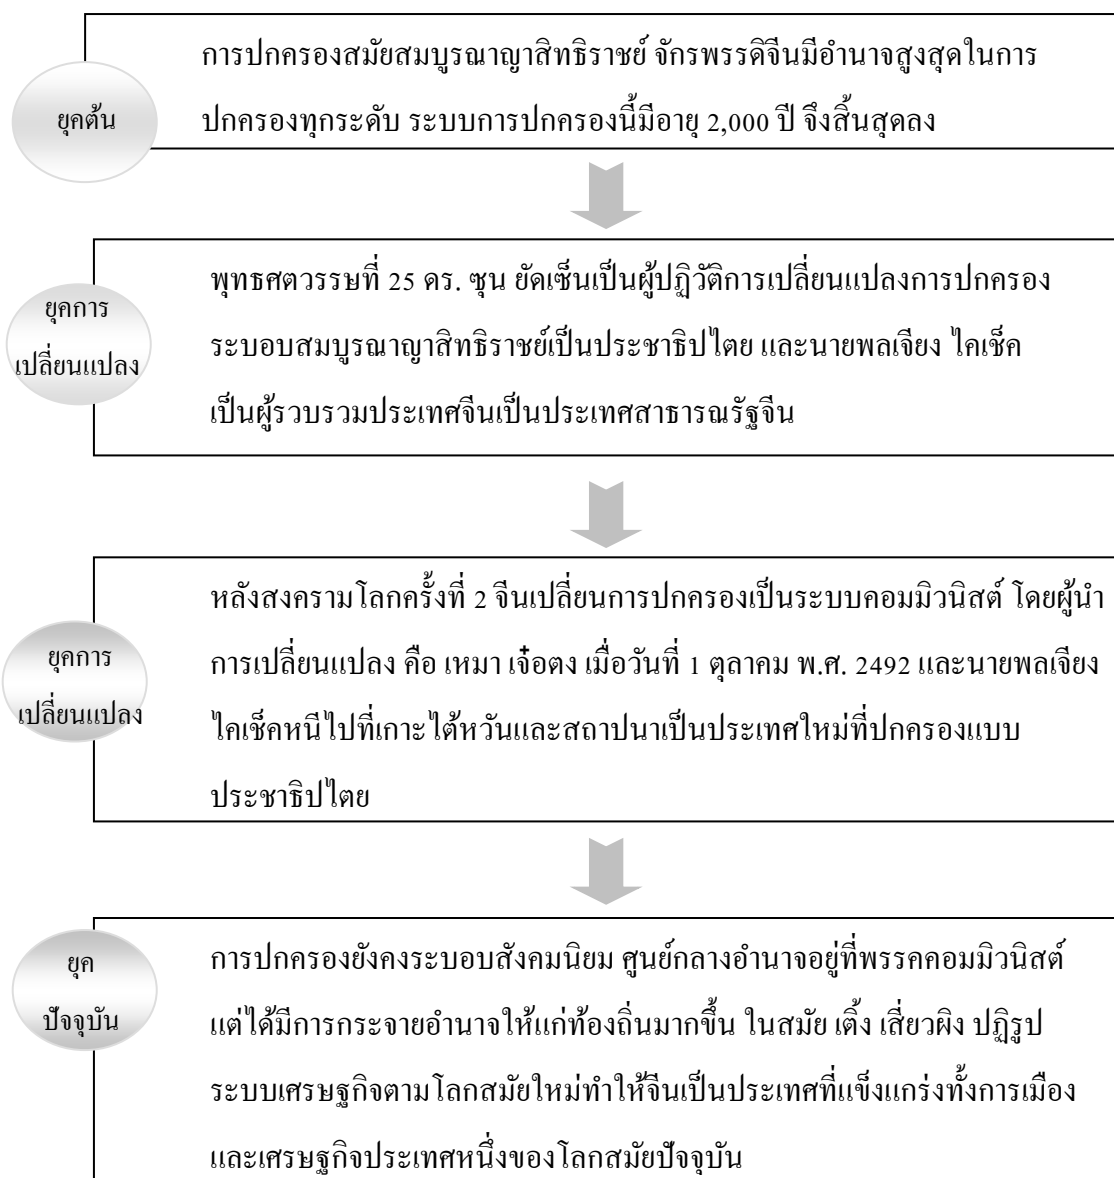 ยุคต้น
การปกครองสมัยสมบูรณาญาสิทธิราชย์ จักรพรรดิจีนมีอำนาจสูงสุดในการ
ปกครองทุกระดับ ระบบการปกครองนี้มีอายุ 2,000 ปี จึงสิ้นสุดลง
ยุคการ
เปลี่ยนแปลง
พุทธศตวรรษที่ 25 ดร. ซุน ยัดเซ็นเป็นผู้ปฏิวัติการเปลี่ยนแปลงการปกครอง
ระบอบสมบูรณาญาสิทธิราชย์เป็นประชาธิปไตย และนายพลเจียง ไคเช็ค
เป็นผู้รวบรวมประเทศจีนเป็นประเทศสาธารณรัฐจีน
ยุคการ
เปลี่ยนแปลง
หลังสงครามโลกครั้งที่ 2 จีนเปลี่ยนการปกครองเป็นระบบคอมมิวนิสต์ โดยผู้นำ
การเปลี่ยนแปลง คือ เหมา เจ๋อตง เมื่อวันที่ 1 ตุลาคม พ.ศ. 2492 และนายพลเจียง
ไคเช็คหนีไปที่เกาะไต้หวันและสถาปนาเป็นประเทศใหม่ที่ปกครองแบบ
ประชาธิปไตย
ยุค
ปัจจุบัน
การปกครองยังคงระบอบสังคมนิยม ศูนย์กลางอำนาจอยู่ที่พรรคคอมมิวนิสต์
แต่ได้มีการกระจายอำนาจให้แก่ท้องถิ่นมากขึ้น ในสมัย เติ้ง เสี่ยวผิง ปฏิรูป
ระบบเศรษฐกิจตามโลกสมัยใหม่ทำให้จีนเป็นประเทศที่แข็งแกร่งทั้งการเมือง
และเศรษฐกิจประเทศหนึ่งของโลกสมัยปัจจุบัน